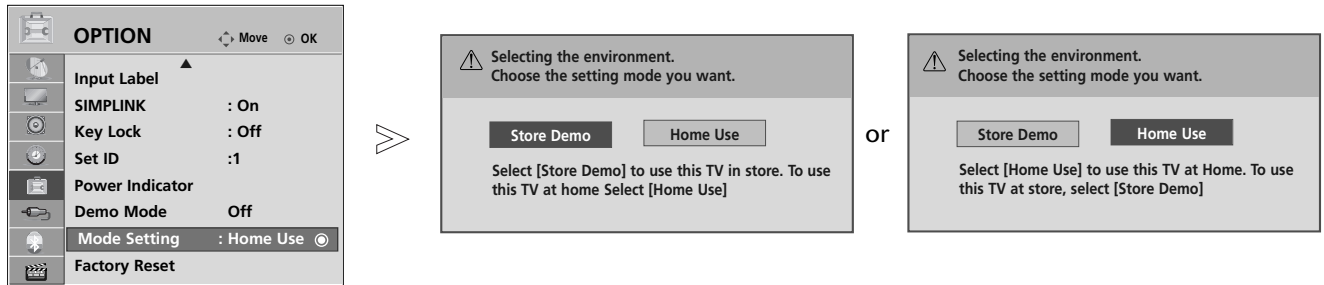 OPTION Move OK
Input Label
SIMPLINK : On
Key Lock : Off
Set ID :1
Power Indicator
Demo Mode Off
Mode Setting : Home Use
Factory Reset
Selecting the environment.
Choose the setting mode you want.
Store Demo Home Use
Select [Store Demo] to use this TV in store. To use
this TV at home Select [Home Use]
or
Selecting the environment.
Choose the setting mode you want.
Store Demo Home Use
Select [Home Use] to use this TV at Home. To use
this TV at store, select [Store Demo]